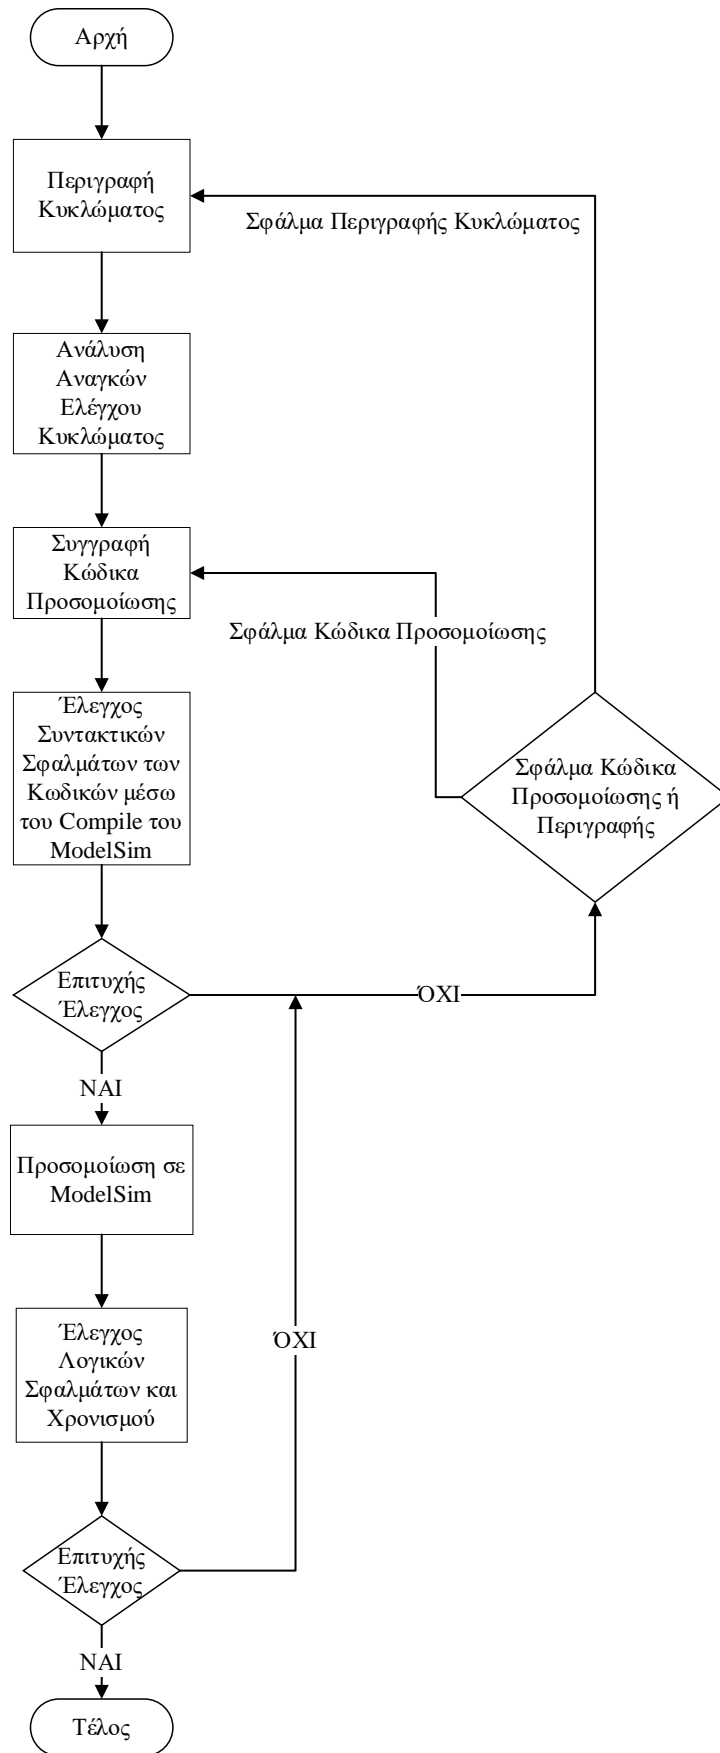 Αρχή
Περιγραφή
Κυκλώματος
Σφάλμα Περιγραφής Κυκλώματος
Ανάλυση
Αναγκών
Ελέγχου
Κυκλώματος
Συγγραφή
Κώδικα
Προσομοίωσης
Σφάλμα Κώδικα Προσομοίωσης
Έλεγχος
Συντακτικών
Σφαλμάτων των
Κωδικών μέσω
του Compile του
ModelSim
Σφάλμα Κώδικα
Προσομοίωσης ή
Περιγραφής
Επιτυχής
Έλεγχος
ΌΧΙ
ΝΑΙ
Προσομοίωση σε
ModelSim
Έλεγχος
Λογικών
Σφαλμάτων και
Χρονισμού
ΌΧΙ
Επιτυχής
Έλεγχος
ΝΑΙ
Τέλος